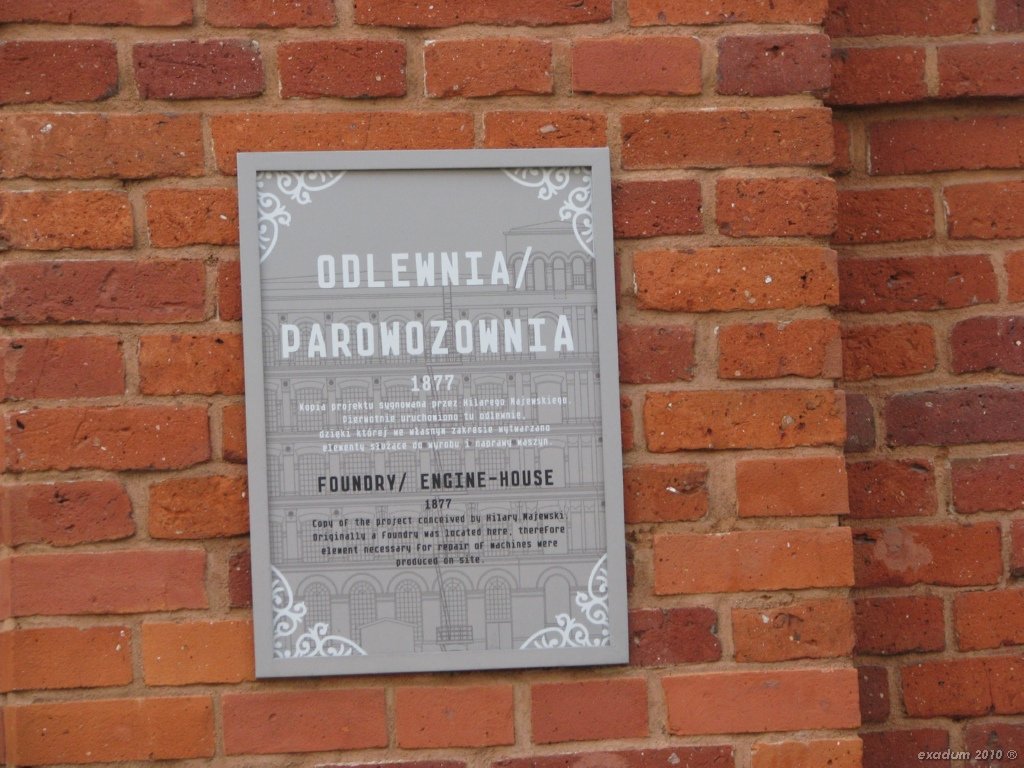 ODLEWNIA/
PAROWOZOWNIA
1877
Kopia projektu sygnowana przez Hilarego Majewskiego.
Pierwotnie uruchomiono tu odlewnię,
dzięki której we własnym zakresie wytwarzano
elementy służące do wyrobu i naprawy maszyn.
FOUNDRY/ ENGINE-HOUSE
1877
Copy of the project conceived by Hilary Majewski
Originally a foundry was located here, therefore
element necessary for repair of machines were
produced on site.
exadum 2010 ®